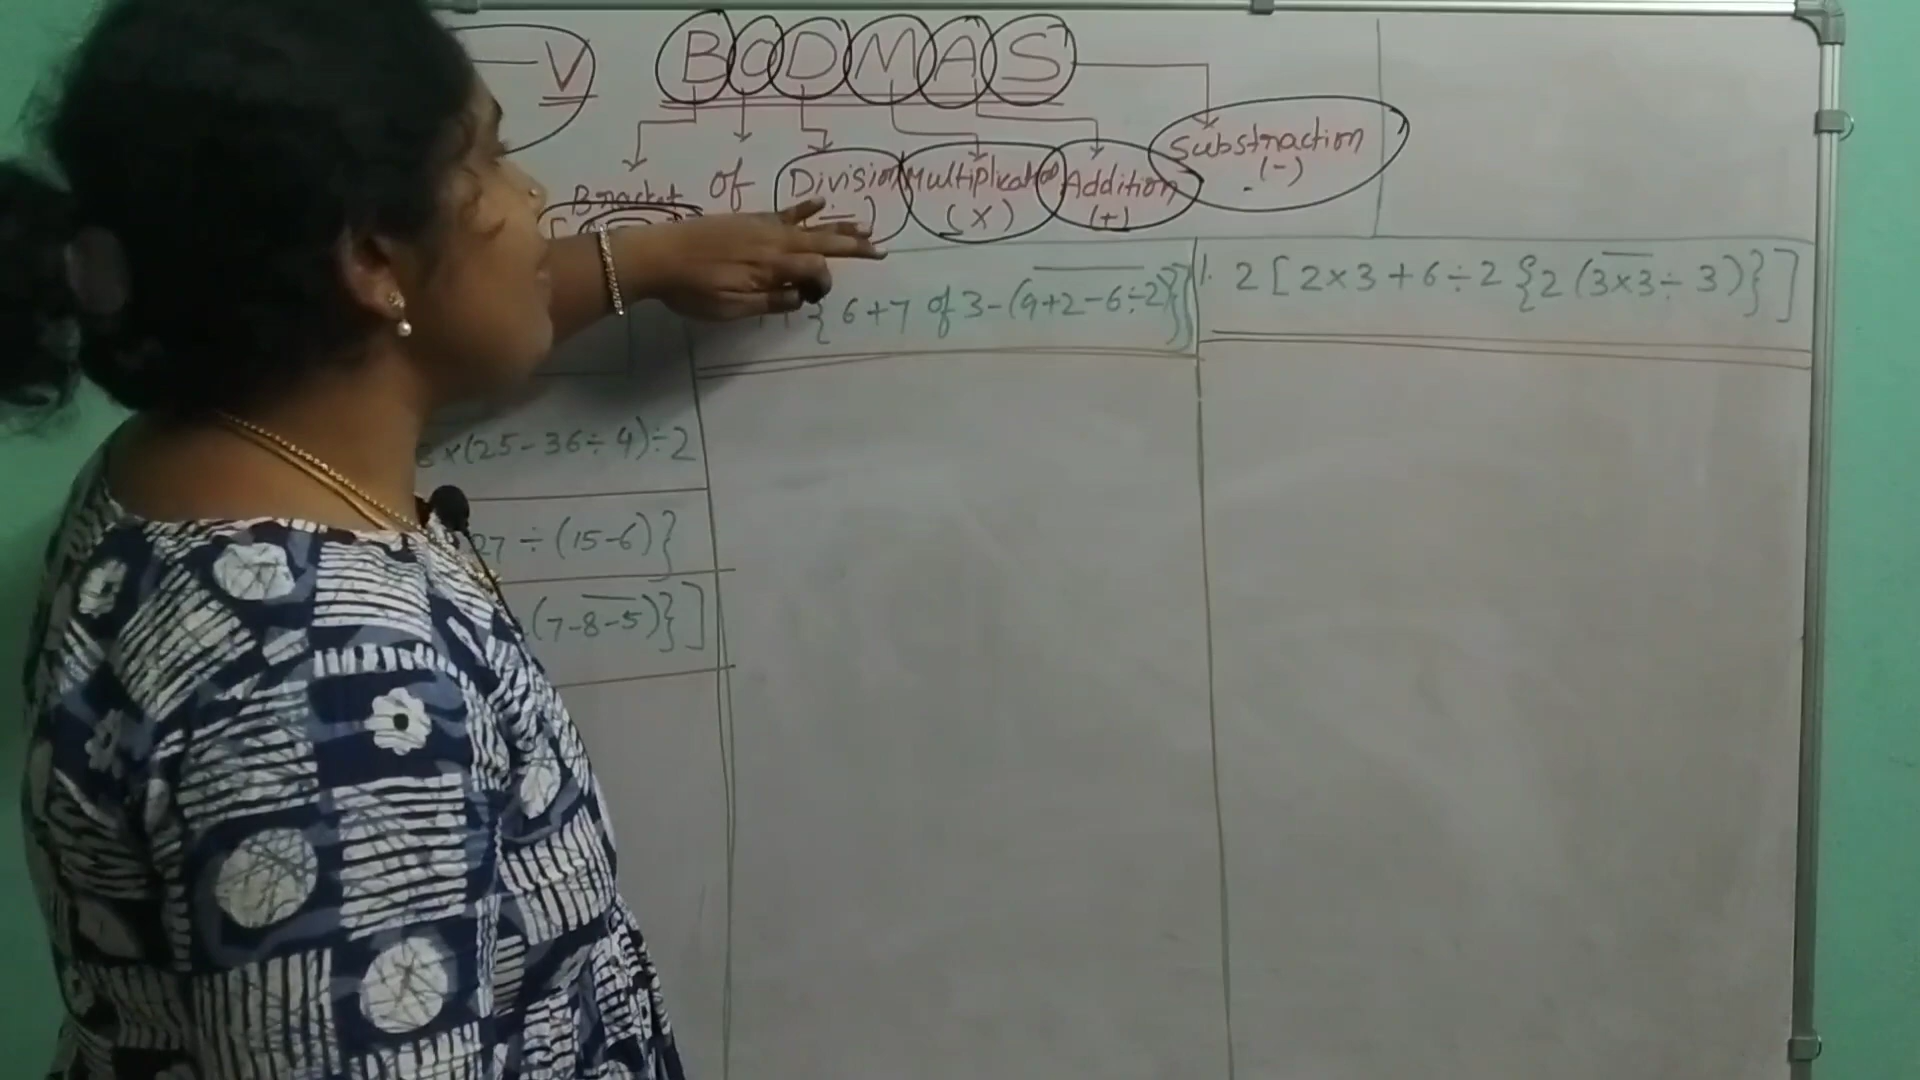 V BODMAS
Bracket of Division Multiplication Addition Substraction
(÷) (×) (+) (-)
{ 6+7 of 3-(9+2-6÷2)}
1. 2 [ 2×3+6÷2 {2 (3×3÷3)} ]
×(25-36÷9)÷2
27 ÷ (15-6)}
(7-8-5)}]